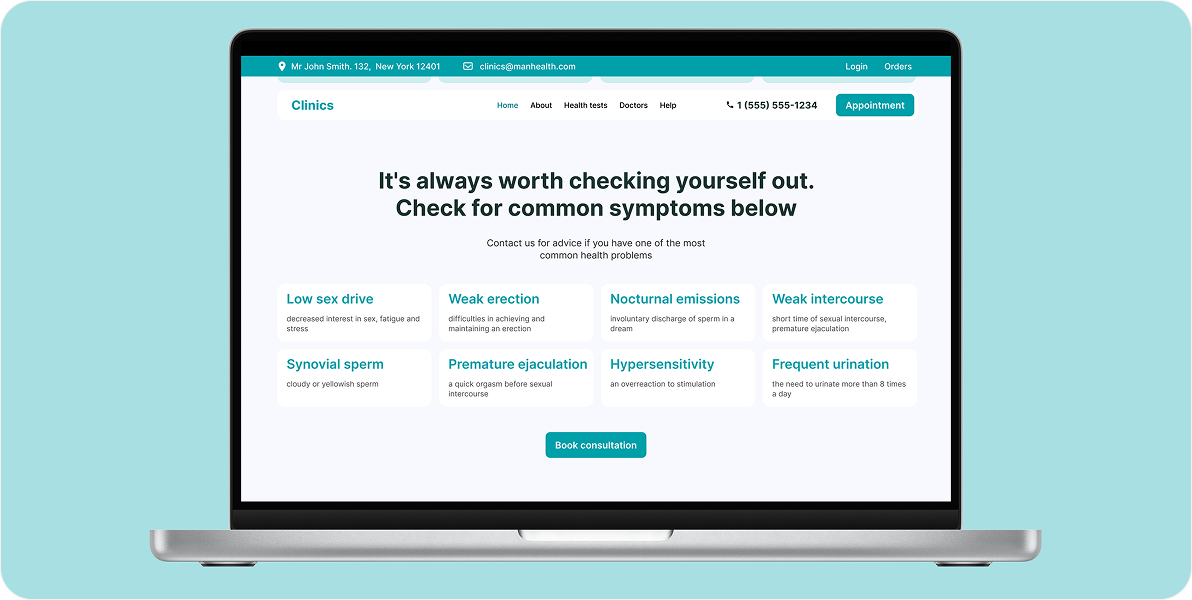 Mr John Smith. 132, New York 12401
clinics@manhealth.com
Login
Orders
Clinics
Home
About
Health tests
Doctors
Help
1 (555) 555-1234
Appointment
It's always worth checking yourself out.
Check for common symptoms below
Contact us for advice if you have one of the most
common health problems
Low sex drive
decreased interest in sex, fatigue and
stress
Weak erection
difficulties in achieving and
maintaining an erection
Nocturnal emissions
involuntary discharge of sperm in a
dream
Weak intercourse
short time of sexual intercourse,
premature ejaculation
Synovial sperm
cloudy or yellowish sperm
Premature ejaculation
a quick orgasm before sexual
intercourse
Hypersensitivity
an overreaction to stimulation
Frequent urination
the need to urinate more than 8 times
a day
Book consultation